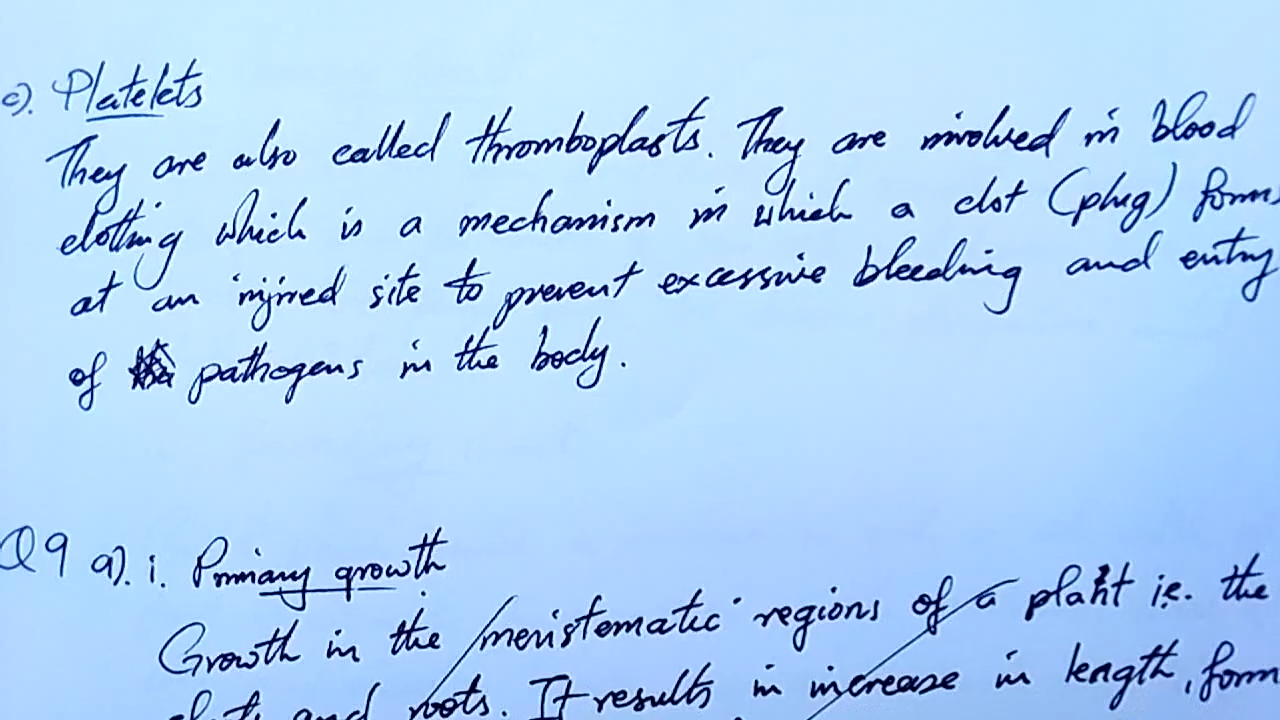 c). Platelets
They are also called thromboplasts. They are involved in blood
clotting which is a mechanism in which a clot (plug) forms
at an injured site to prevent excessive bleeding and entry
of pathogens in the body.
Q9 a). i. Primary growth
Growth in the meristematic regions of a plant i.e. the
and roots. It results in increase in length, form